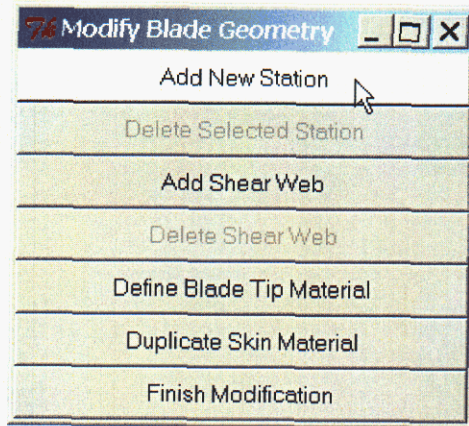 Modify Blade Geometry
Add New Station
Delete Selected Station
Add Shear Web
Delete Shear Web
Define Blade Tip Material
Duplicate Skin Material
Finish Modification